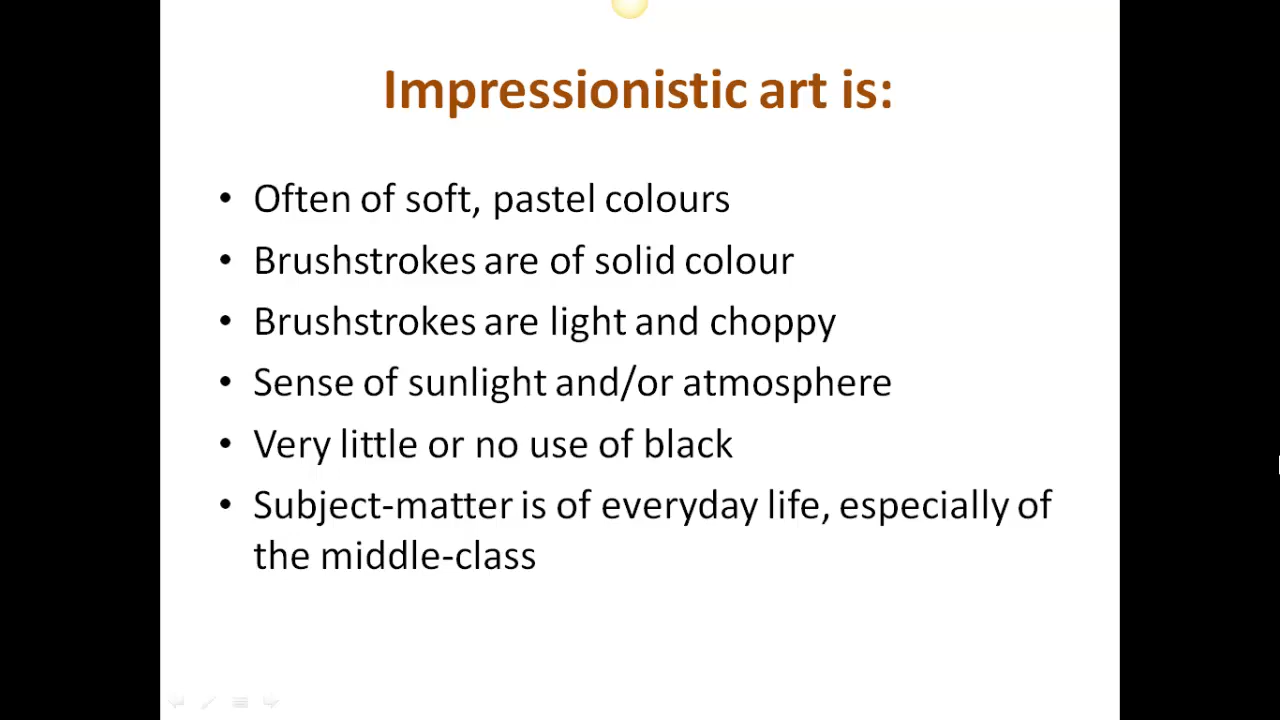 Impressionistic art is:
• Often of soft, pastel colours
• Brushstrokes are of solid colour
• Brushstrokes are light and choppy
• Sense of sunlight and/or atmosphere
• Very little or no use of black
• Subject-matter is of everyday life, especially of
the middle-class